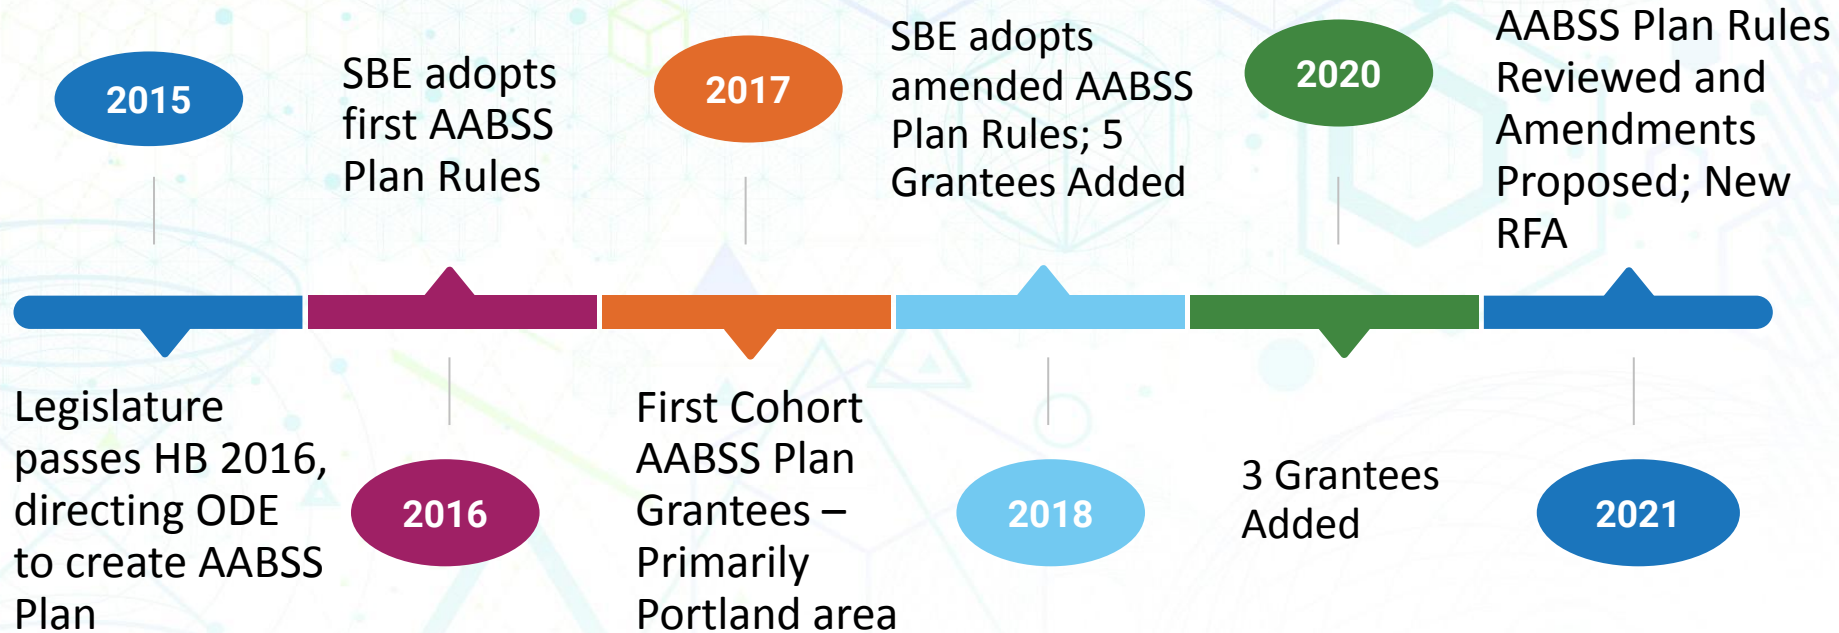 2015
Legislature
passes HB 2016,
directing ODE
to create AABSS
Plan
SBE adopts
first AABSS
Plan Rules
2016
2017
First Cohort
AABSS Plan
Grantees –
Primarily
Portland area
SBE adopts
amended AABSS
Plan Rules; 5
Grantees Added
2018
2020
3 Grantees
Added
AABSS Plan Rules
Reviewed and
Amendments
Proposed; New
RFA
2021